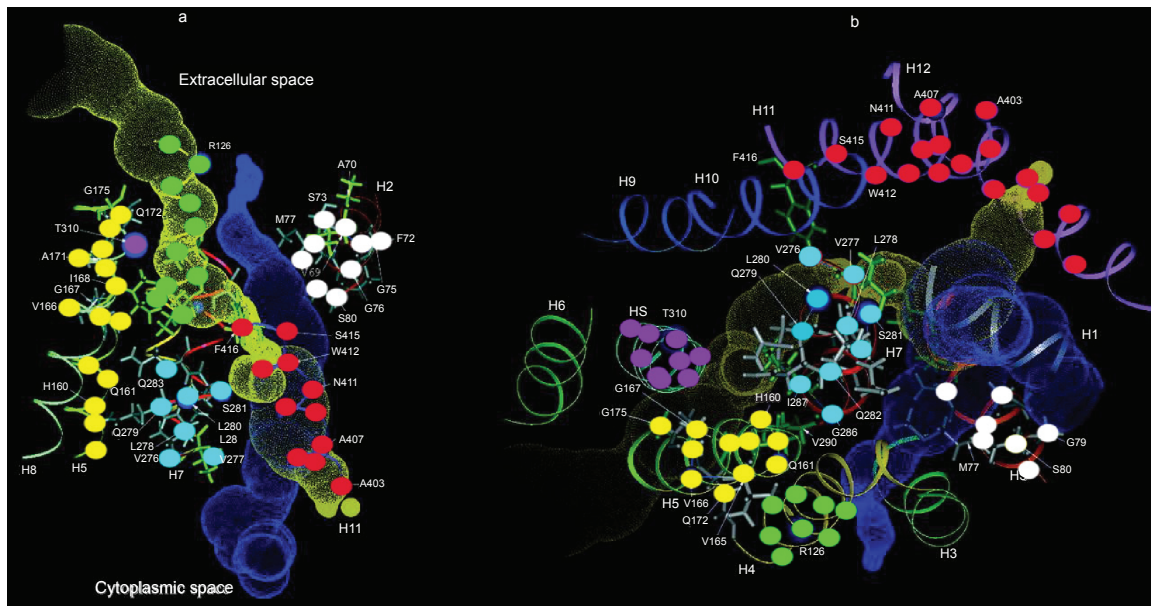 a
Extracellular space
R126
A70
H2
S73
G175
Q172
M77
T310
F72
A171
V69
I168
G75
G167
G76
V166
S80
S415
F416
W412
H160
Q161
Q283
N411
S281
Q279
L280
L278
L28
A407
V276
V277
H8
H5
H7
A403
H11
Cytoplasmic space
b
H12
A407
A403
N411
H11
S415
F416
W412
H9
H10
V276
V277
L278
Q279
L280
H6
HS
T310
S281
H1
H7
G167
H160
I287
Q282
G175
G286
G79
V290
M77
S80
Q161
H5
V166
Q172
V165
R126
H3
H4